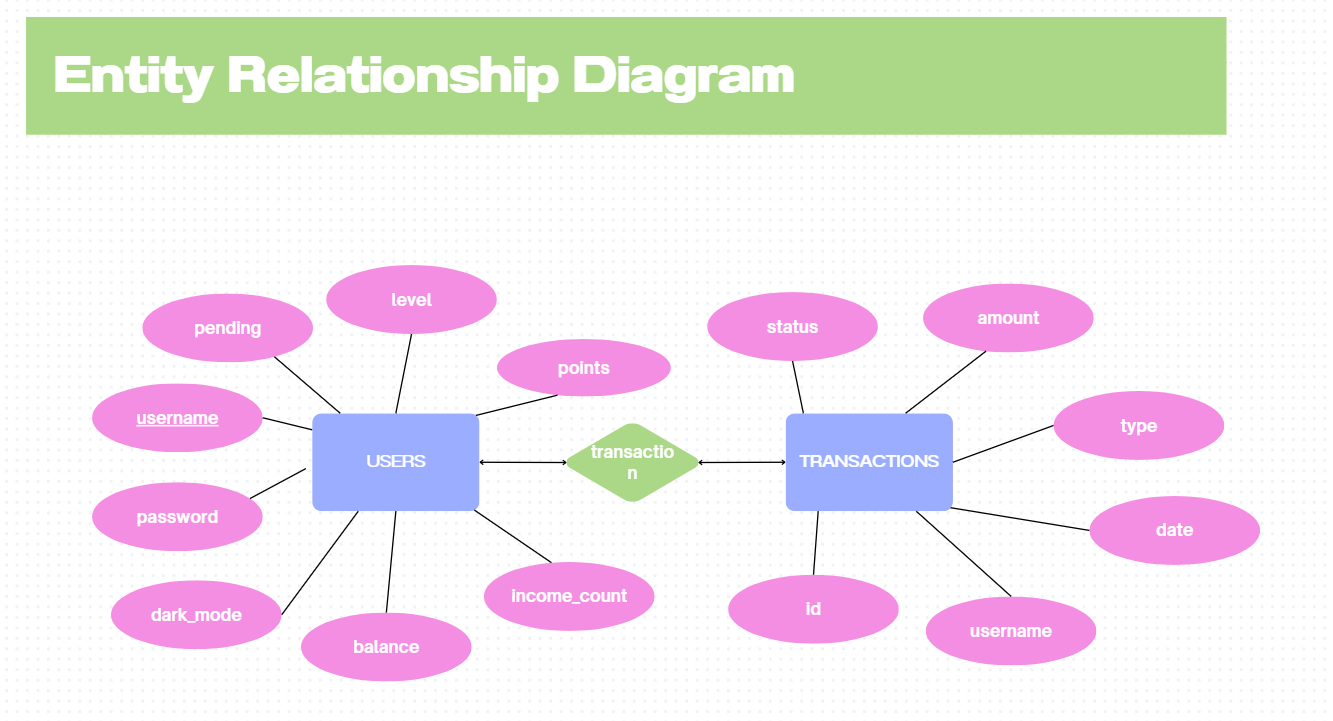 Entity Relationship Diagram
level
pending
status
amount
points
username
type
transactio
n
USERS
TRANSACTIONS
password
date
income_count
id
dark_mode
username
balance